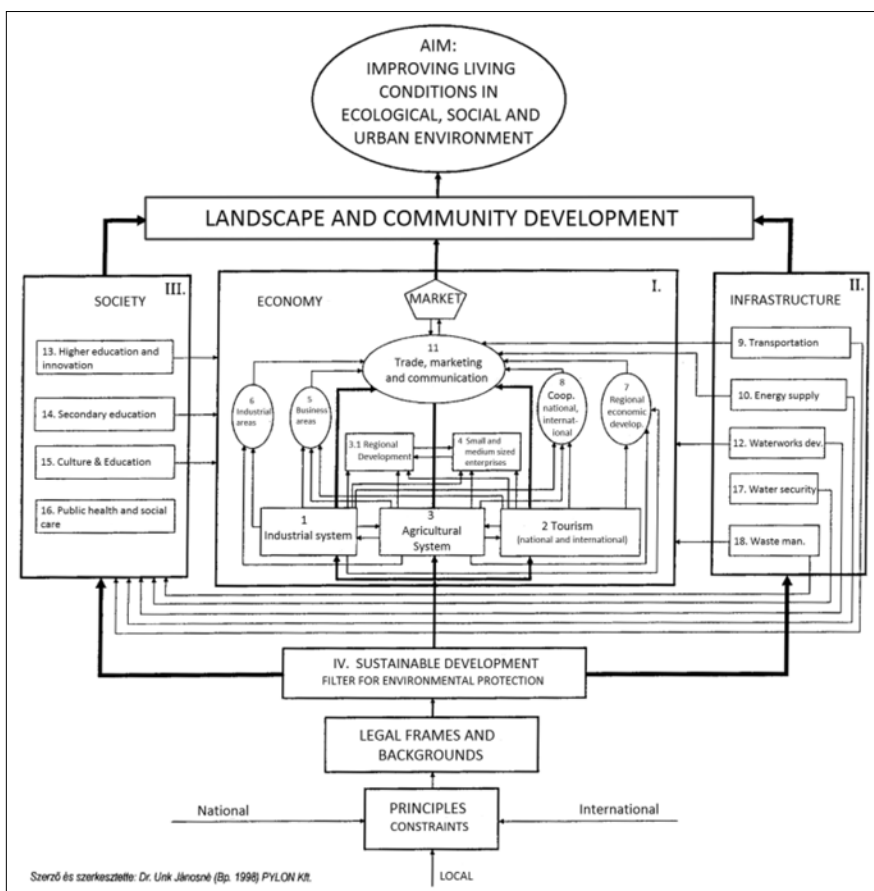 AIM:
IMPROVING LIVING
CONDITIONS IN
ECOLOGICAL, SOCIAL AND
URBAN ENVIRONMENT
LANDSCAPE AND COMMUNITY DEVELOPMENT
III.
SOCIETY
13. Higher education and
innovation
14. Secondary education
15. Culture & Education
16. Public health and social
care
I.
ECONOMY
MARKET
11
Trade, marketing
and communication
6
Industrial
areas
5
Business
areas
8
Coop.
national,
internat-
ional
7
Regional
economic
develop.
3.1 Regional
Development
4 Small and
medium sized
enterprises
1
Industrial system
3
Agricultural
System
2 Tourism
(national and international)
II.
INFRASTRUCTURE
9. Transportation
10. Energy supply
12. Waterworks dev.
17. Water security
18. Waste man.
IV. SUSTAINABLE DEVELOPMENT
FILTER FOR ENVIRONMENTAL PROTECTION
LEGAL FRAMES AND
BACKGROUNDS
National
PRINCIPLES
CONSTRAINTS
International
LOCAL
Szerző és szerkesztette: Dr. Unk Jánosné (Bp. 1998) PYLON Kft.